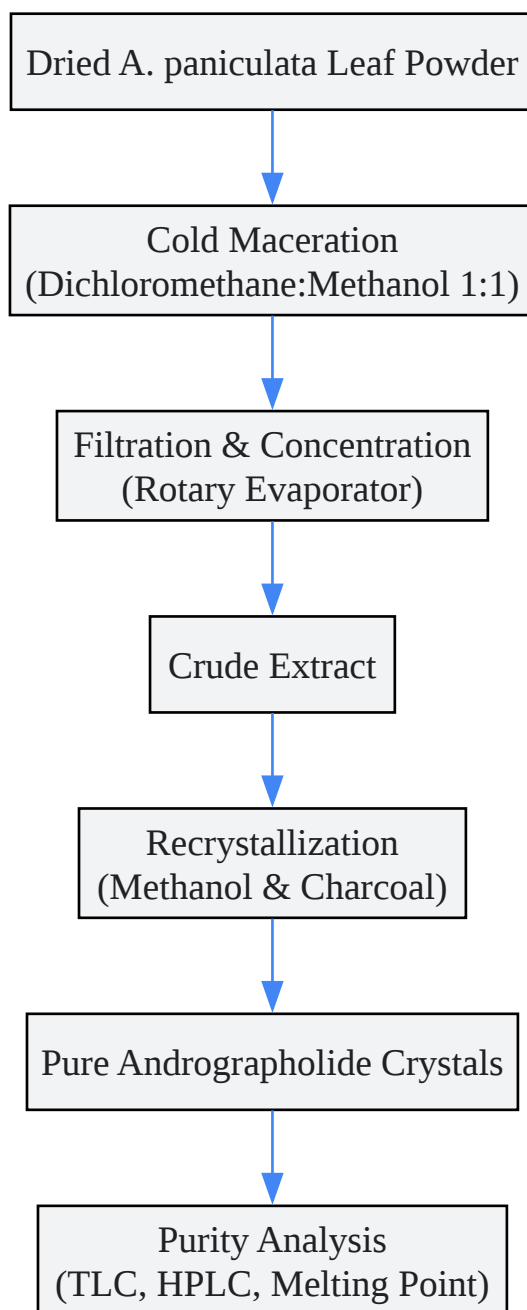 Dried A. paniculata Leaf Powder
Cold Maceration
(Dichloromethane:Methanol 1:1)
Filtration & Concentration
(Rotary Evaporator)
Crude Extract
Recrystallization
(Methanol & Charcoal)
Pure Andrographolide Crystals
Purity Analysis
(TLC, HPLC, Melting Point)